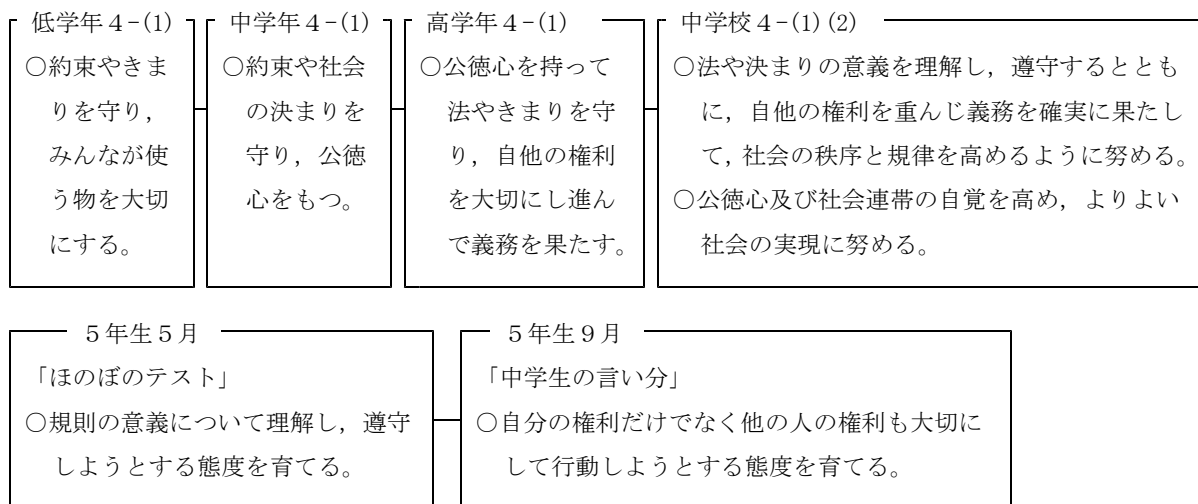 低学年４-(1)
○約束やきま
りを守り，
みんなが使
う物を大切
にする。
中学年４-(1)
○約束や社会
の決まりを
守り，公徳
心をもつ。
高学年４-(1)
○公徳心を持って
法やきまりを守
り，自他の権利
を大切にし進ん
で義務を果たす。
中学校４-(1)(2)
○法や決まりの意義を理解し，遵守するととも
に，自他の権利を重んじ義務を確実に果たし
て，社会の秩序と規律を高めるように努める。
○公徳心及び社会連帯の自覚を高め，よりよい
社会の実現に努める。
５年生５月
「ほのぼのテスト」
○規則の意義について理解し，遵守
しようとする態度を育てる。
５年生９月
「中学生の言い分」
○自分の権利だけでなく他の人の権利も大切に
して行動しようとする態度を育てる。